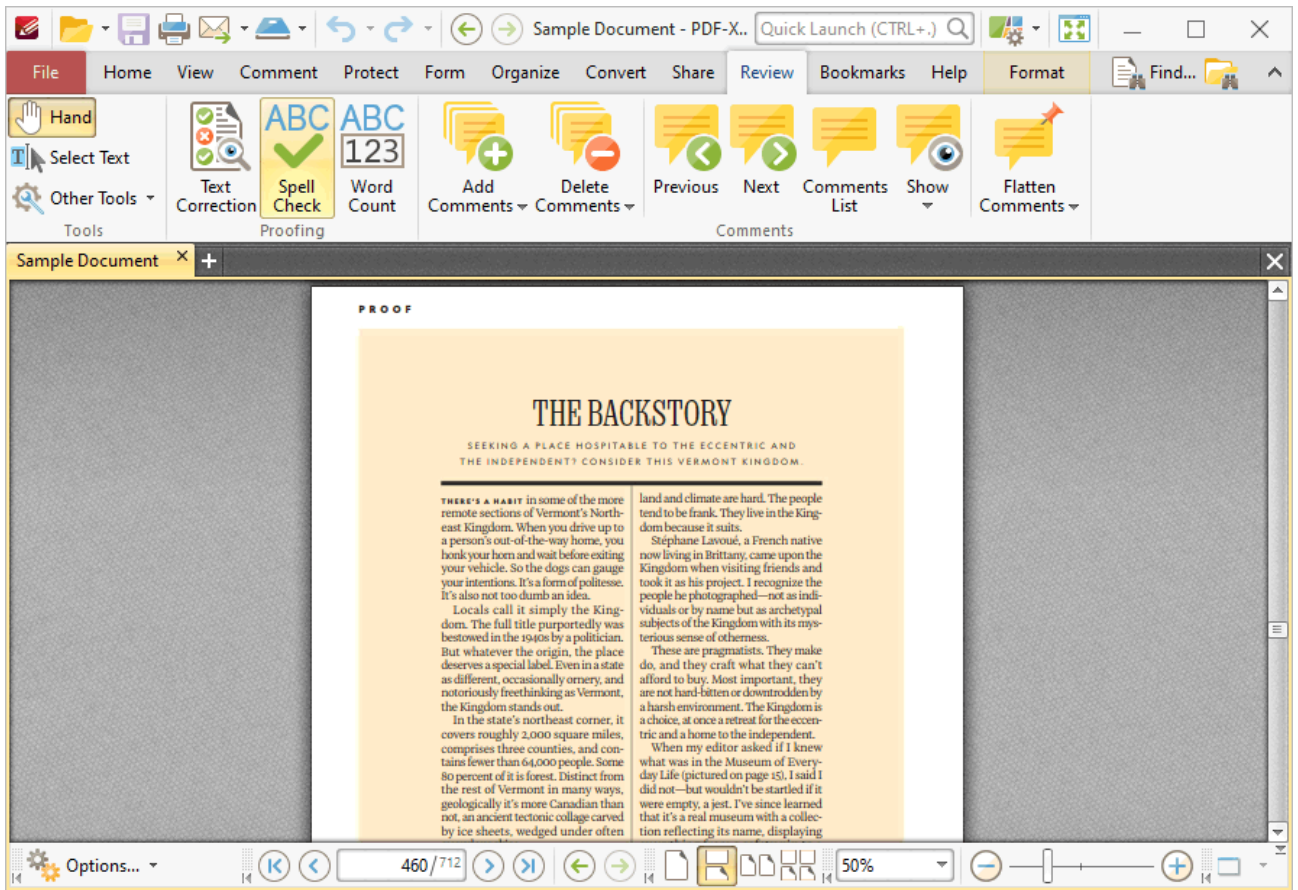 Sample Document - PDF-X..
Quick Launch (CTRL+.)
File Home View Comment Protect Form Organize Convert Share Review Bookmarks Help Format Find...
Hand
Select Text
Other Tools
Tools
Text Correction
ABC
Spell Check
ABC
123
Word Count
Proofing
Add Comments
Delete Comments
Previous
Next
Comments List
Show
Flatten Comments
Comments
Sample Document
PROOF
THE BACKSTORY
SEEKING A PLACE HOSPITABLE TO THE ECCENTRIC AND
THE INDEPENDENT? CONSIDER THIS VERMONT KINGDOM.
THERE'S A HABIT in some of the more
remote sections of Vermont's North-
east Kingdom. When you drive up to
a person's out-of-the-way home, you
honk your horn and wait before exiting
your vehicle. So the dogs can gauge
your intentions. It's a form of politesse.
It's also not too dumb an idea.
Locals call it simply the King-
dom. The full title purportedly was
bestowed in the 1940s by a politician.
But whatever the origin, the place
deserves a special label. Even in a state
as different, occasionally ornery, and
notoriously freethinking as Vermont,
the Kingdom stands out.
In the state's northeast corner, it
covers roughly 2,000 square miles,
comprises three counties, and con-
tains fewer than 64,000 people. Some
80 percent of it is forest. Distinct from
the rest of Vermont in many ways,
geologically it's more Canadian than
not, an ancient tectonic collage carved
by ice sheets, wedged under often
land and climate are hard. The people
tend to be frank. They live in the King-
dom because it suits.
Stéphane Lavoué, a French native
now living in Brittany, came upon the
Kingdom when visiting friends and
took it as his project. I recognize the
people he photographed—not as indi-
viduals or by name but as archetypal
subjects of the Kingdom with its mys-
terious sense of otherness.
These are pragmatists. They make
do, and they craft what they can't
afford to buy. Most important, they
are not hard-bitten or downtrodden by
a harsh environment. The Kingdom is
a choice, at once a retreat for the eccen-
tric and a home to the independent.
When my editor asked if I knew
what was in the Museum of Every-
day Life (pictured on page 15), I said I
did not—but wouldn't be startled if it
were empty, a jest. I've since learned
that it's a real museum with a collec-
tion reflecting its name, displaying
Options...
460/712
50%